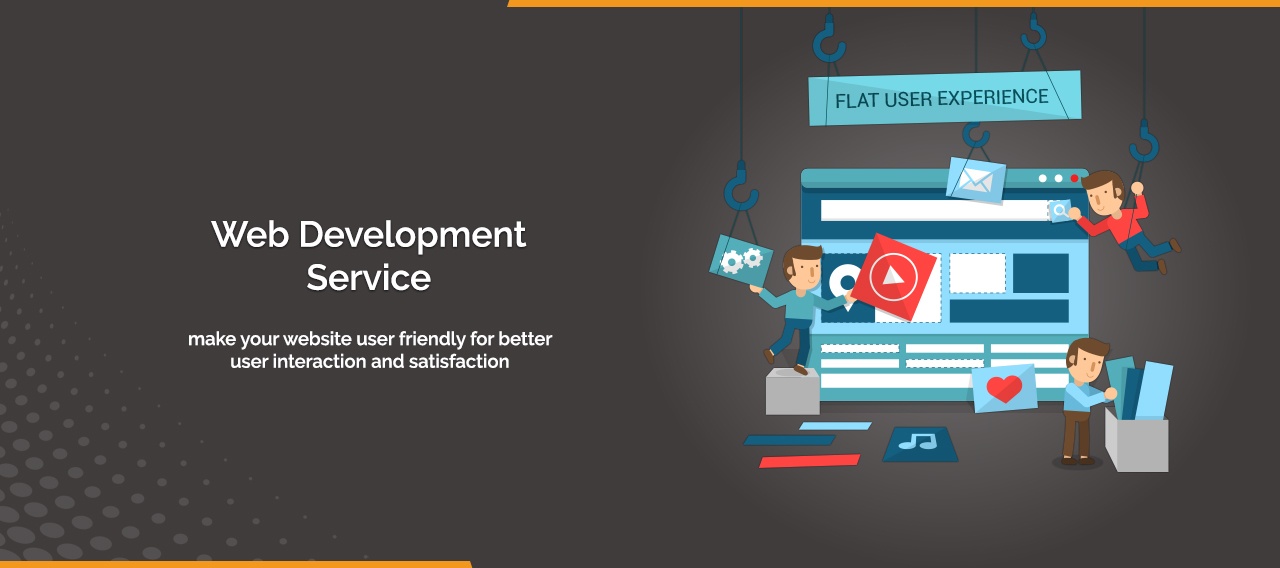 FLAT USER EXPERIENCE
Web Development
Service
make your website user friendly for better
user interaction and satisfaction